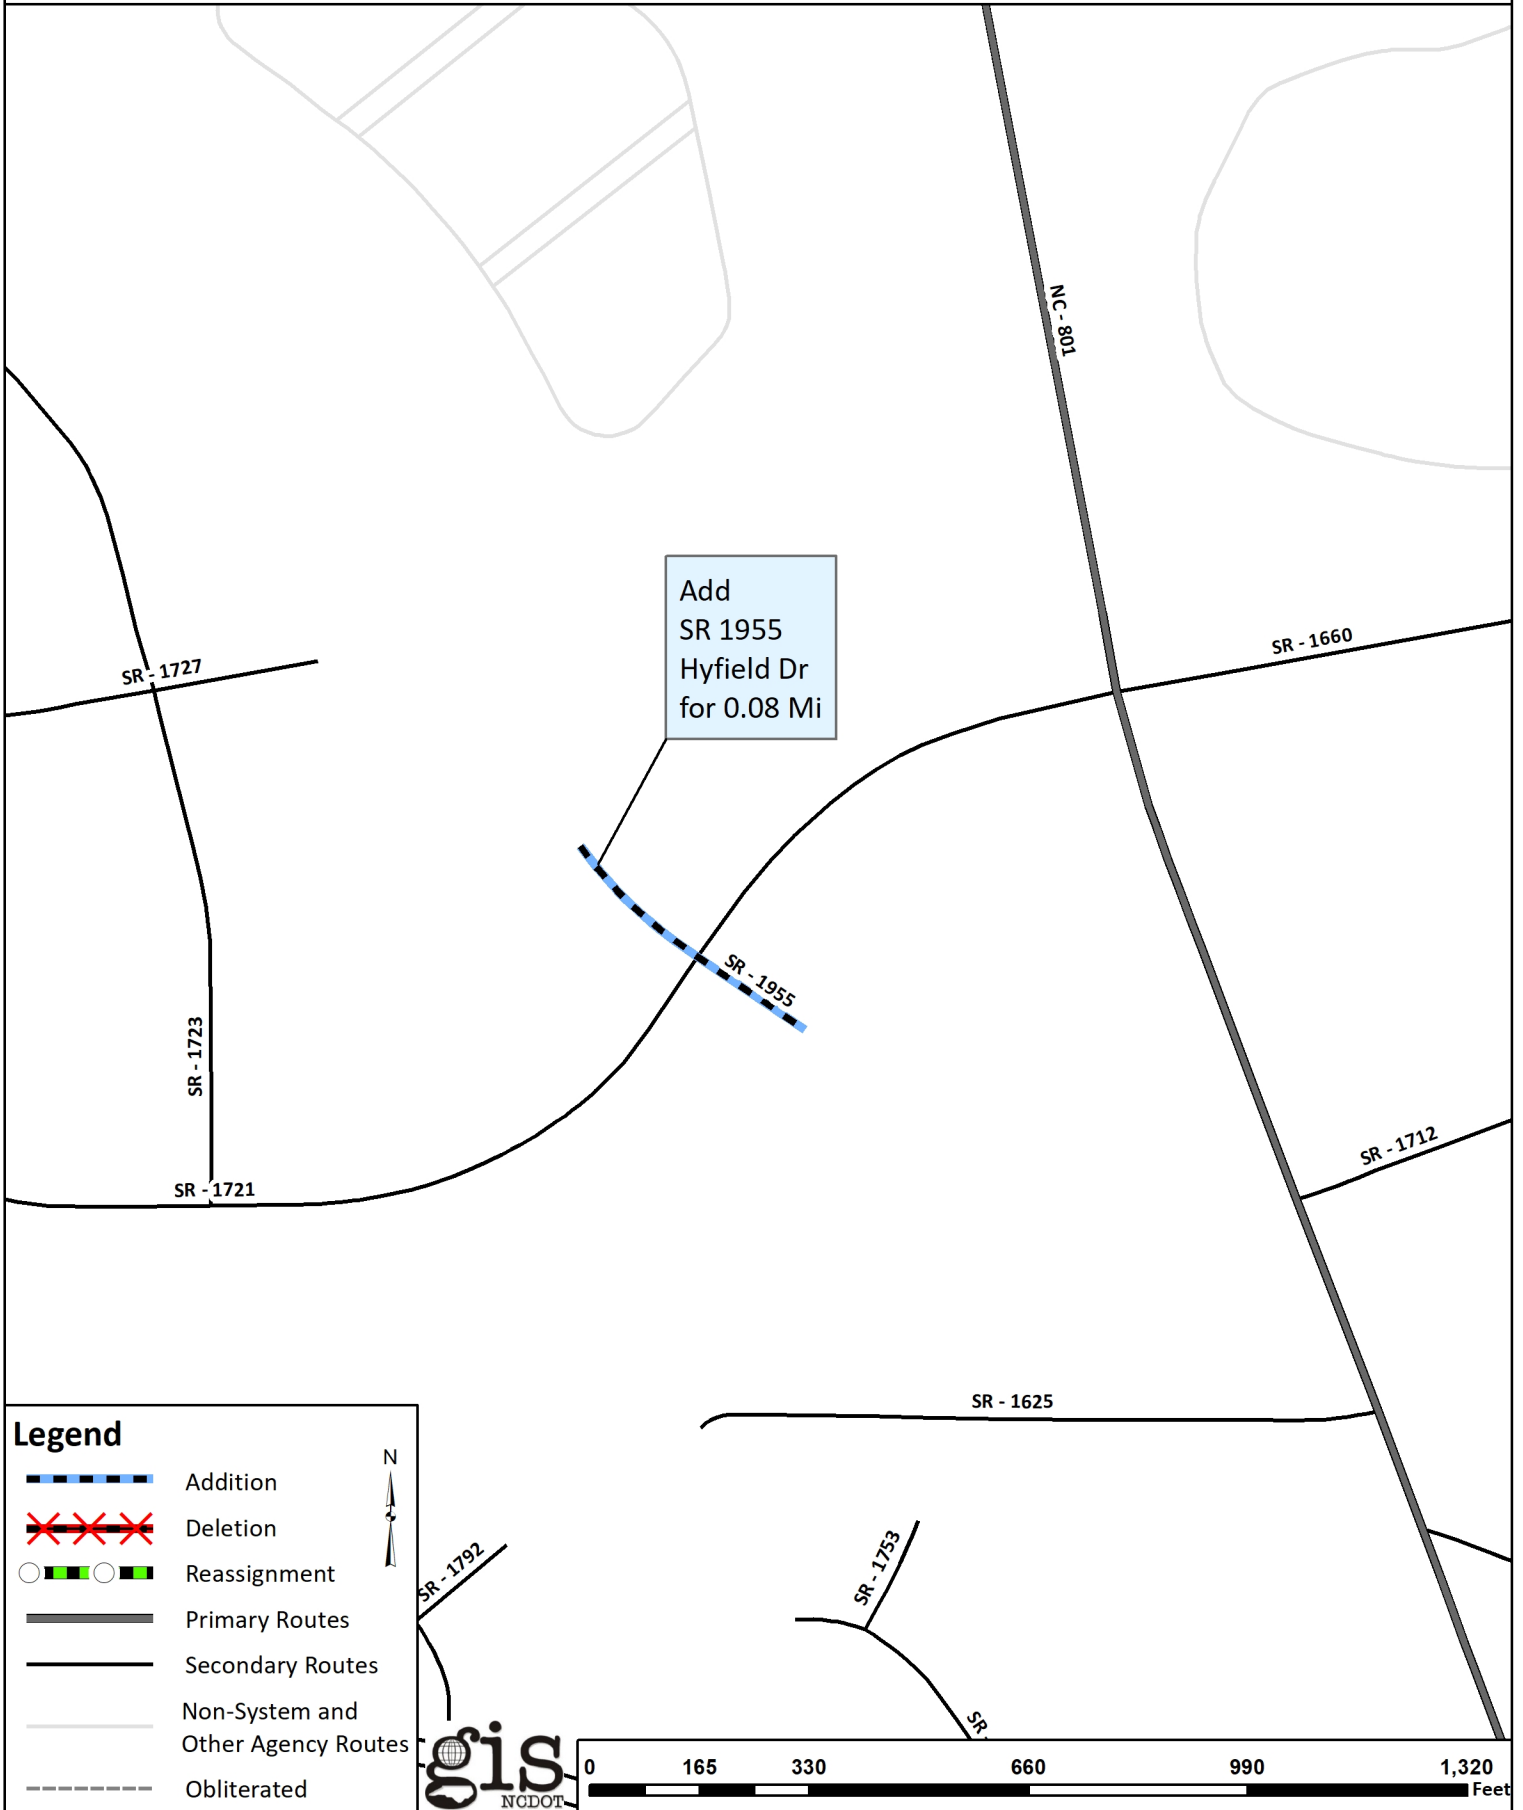 NC - 801
Add
SR 1955
Hyfield Dr
for 0.08 Mi
SR - 1660
SR - 1727
SR - 1955
SR - 1723
SR - 1712
SR - 1721
SR - 1625
SR - 1753
SR - 1792
SR
Legend
N
Addition
Deletion
Reassignment
Primary Routes
Secondary Routes
Non-System and
Other Agency Routes
Obliterated
gis
NCDOT
0 165 330 660 990 1,320
Feet